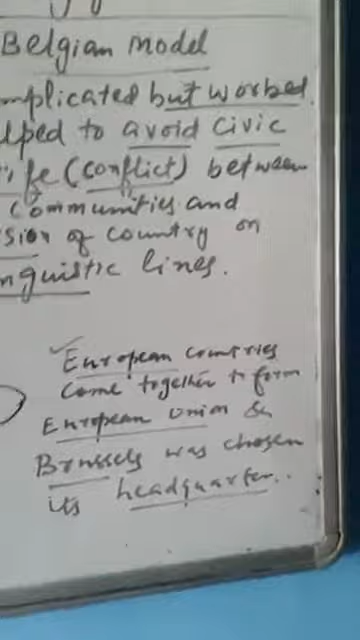 Belgian model
mplicated but worked.
lped to avoid civic
ife (conflict) between
communities and
sion of country on
nguistic lines.
European countries
come together to form
European Union &
Brussels was chosen
its headquarter..